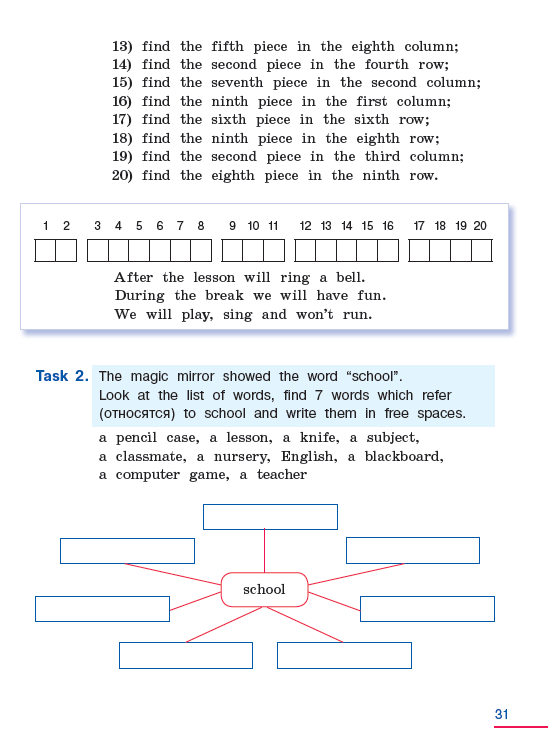 13) find the fifth piece in the eighth column;
14) find the second piece in the fourth row;
15) find the seventh piece in the second column;
16) find the ninth piece in the first column;
17) find the sixth piece in the sixth row;
18) find the ninth piece in the eighth row;
19) find the second piece in the third column;
20) find the eighth piece in the ninth row.
1 2 3 4 5 6 7 8 9 10 11 12 13 14 15 16 17 18 19 20
After the lesson will ring a bell.
During the break we will have fun.
We will play, sing and won't run.
Task 2. The magic mirror showed the word "school".
Look at the list of words, find 7 words which refer
(относятся) to school and write them in free spaces.
a pencil case, a lesson, a knife, a subject,
a classmate, a nursery, English, a blackboard,
a computer game, a teacher
school
31